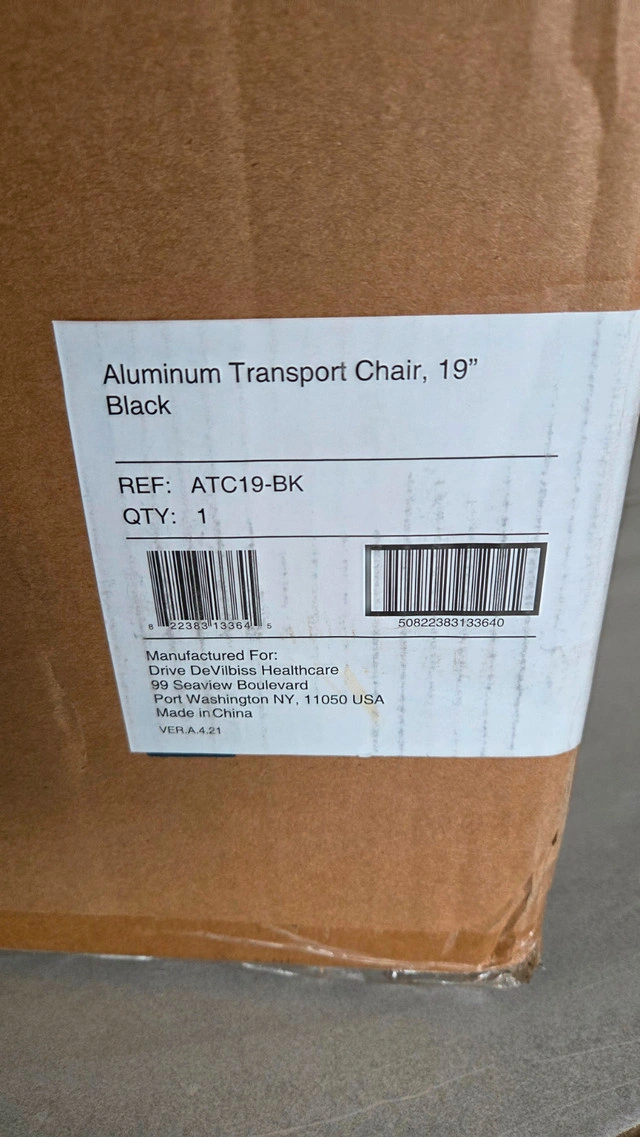 Aluminum Transport Chair, 19”
Black
REF: ATC19-BK
QTY: 1
8 22383 13364 5
50822383133640
Manufactured For:
Drive DeVilbiss Healthcare
99 Seaview Boulevard
Port Washington NY, 11050 USA
Made in China
VER.A.4.21